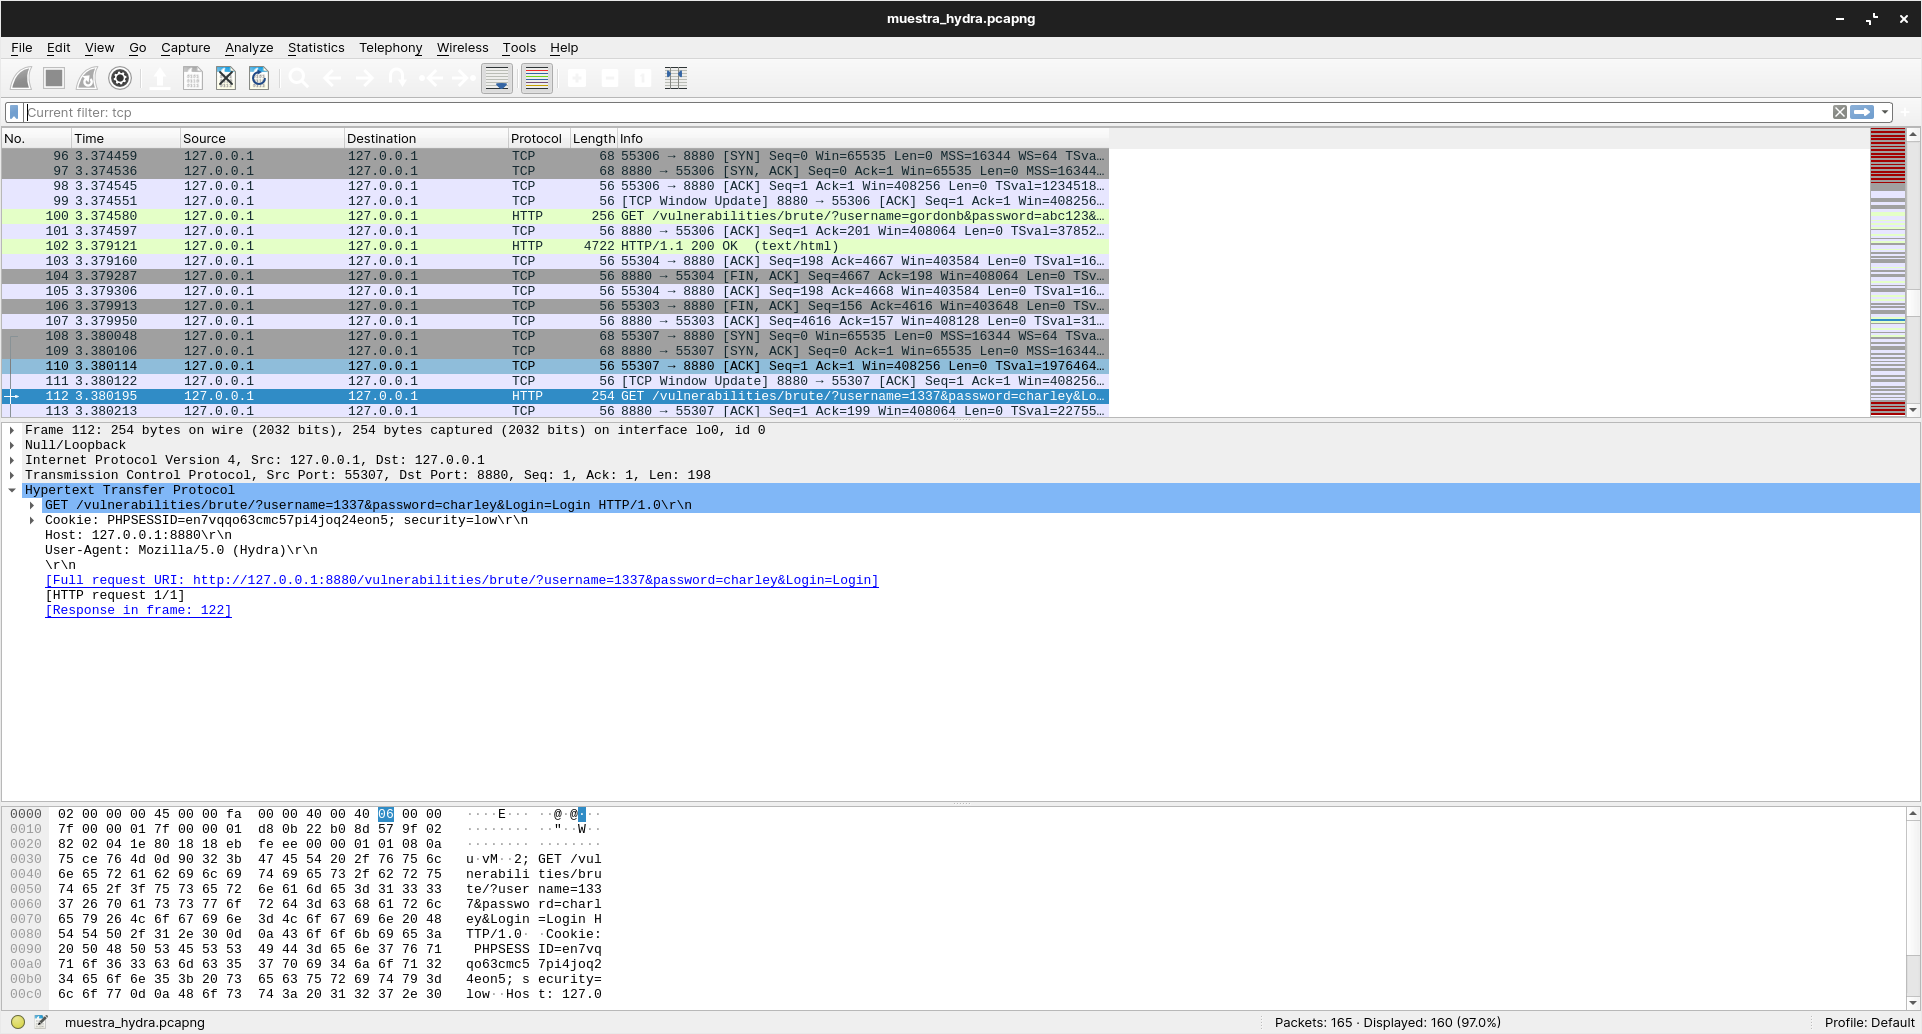 muestra_hydra.pcapng
File Edit View Go Capture Analyze Statistics Telephony Wireless Tools Help
Current filter: tcp
No. Time Source Destination Protocol Length Info
96 3.374459 127.0.0.1 127.0.0.1 TCP 68 55306 → 8880 [SYN] Seq=0 Win=65535 Len=0 MSS=16344 WS=64 TSva…
97 3.374536 127.0.0.1 127.0.0.1 TCP 68 8880 → 55306 [SYN, ACK] Seq=0 Ack=1 Win=65535 Len=0 MSS=16344…
98 3.374545 127.0.0.1 127.0.0.1 TCP 56 55306 → 8880 [ACK] Seq=1 Ack=1 Win=408256 Len=0 TSval=1234518…
99 3.374551 127.0.0.1 127.0.0.1 TCP 56 [TCP Window Update] 8880 → 55306 [ACK] Seq=1 Ack=1 Win=408256…
100 3.374580 127.0.0.1 127.0.0.1 HTTP 256 GET /vulnerabilities/brute/?username=gordonb&password=abc123&…
101 3.374597 127.0.0.1 127.0.0.1 TCP 56 8880 → 55306 [ACK] Seq=1 Ack=201 Win=408064 Len=0 TSval=37852…
102 3.379121 127.0.0.1 127.0.0.1 HTTP 4722 HTTP/1.1 200 OK  (text/html)
103 3.379160 127.0.0.1 127.0.0.1 TCP 56 55304 → 8880 [ACK] Seq=198 Ack=4667 Win=403584 Len=0 TSval=16…
104 3.379287 127.0.0.1 127.0.0.1 TCP 56 8880 → 55304 [FIN, ACK] Seq=4667 Ack=198 Win=408064 Len=0 TSv…
105 3.379306 127.0.0.1 127.0.0.1 TCP 56 55304 → 8880 [ACK] Seq=198 Ack=4668 Win=403584 Len=0 TSval=16…
106 3.379913 127.0.0.1 127.0.0.1 TCP 56 55303 → 8880 [FIN, ACK] Seq=156 Ack=4616 Win=403648 Len=0 TSv…
107 3.379950 127.0.0.1 127.0.0.1 TCP 56 8880 → 55303 [ACK] Seq=4616 Ack=157 Win=408128 Len=0 TSval=31…
108 3.380048 127.0.0.1 127.0.0.1 TCP 68 55307 → 8880 [SYN] Seq=0 Win=65535 Len=0 MSS=16344 WS=64 TSva…
109 3.380106 127.0.0.1 127.0.0.1 TCP 68 8880 → 55307 [SYN, ACK] Seq=0 Ack=1 Win=65535 Len=0 MSS=16344…
110 3.380114 127.0.0.1 127.0.0.1 TCP 56 55307 → 8880 [ACK] Seq=1 Ack=1 Win=408256 Len=0 TSval=1976464…
111 3.380122 127.0.0.1 127.0.0.1 TCP 56 [TCP Window Update] 8880 → 55307 [ACK] Seq=1 Ack=1 Win=408256…
112 3.380195 127.0.0.1 127.0.0.1 HTTP 254 GET /vulnerabilities/brute/?username=1337&password=charley&Lo…
113 3.380213 127.0.0.1 127.0.0.1 TCP 56 8880 → 55307 [ACK] Seq=1 Ack=199 Win=408064 Len=0 TSval=22755…
Frame 112: 254 bytes on wire (2032 bits), 254 bytes captured (2032 bits) on interface lo0, id 0
Null/Loopback
Internet Protocol Version 4, Src: 127.0.0.1, Dst: 127.0.0.1
Transmission Control Protocol, Src Port: 55307, Dst Port: 8880, Seq: 1, Ack: 1, Len: 198
Hypertext Transfer Protocol
GET /vulnerabilities/brute/?username=1337&password=charley&Login=Login HTTP/1.0\r\n
Cookie: PHPSESSID=en7vqqo63cmc57pi4joq24eon5; security=low\r\n
Host: 127.0.0.1:8880\r\n
User-Agent: Mozilla/5.0 (Hydra)\r\n
\r\n
[Full request URI: http://127.0.0.1:8880/vulnerabilities/brute/?username=1337&password=charley&Login=Login]
[HTTP request 1/1]
[Response in frame: 122]
0000 02 00 00 00 45 00 00 fa 00 00 40 00 40 06 00 00 ····E··· ··@·@···
0010 7f 00 00 01 7f 00 00 01 d8 0b 22 b0 8d 57 9f 02 ········ ··"··W··
0020 82 02 04 1e 80 18 18 eb fe ee 00 00 01 01 08 0a ········ ········
0030 75 ce 76 4d 0d 90 32 3b 47 45 54 20 2f 76 75 6c u·vM··2; GET /vul
0040 6e 65 72 61 62 69 6c 69 74 69 65 73 2f 62 72 75 nerabili ties/bru
0050 74 65 2f 3f 75 73 65 72 6e 61 6d 65 3d 31 33 33 te/?user name=133
0060 37 26 70 61 73 73 77 6f 72 64 3d 63 68 61 72 6c 7&passwo rd=charl
0070 65 79 26 4c 6f 67 69 6e 3d 4c 6f 67 69 6e 20 48 ey&Login =Login H
0080 54 54 50 2f 31 2e 30 0d 0a 43 6f 6f 6b 69 65 3a TTP/1.0· ·Cookie:
0090 20 50 48 50 53 45 53 53 49 44 3d 65 6e 37 76 71 PHPSESS ID=en7vq
00a0 71 6f 36 33 63 6d 63 35 37 70 69 34 6a 6f 71 32 qo63cmc5 7pi4joq2
00b0 34 65 6f 6e 35 3b 20 73 65 63 75 72 69 74 79 3d 4eon5; s ecurity=
00c0 6c 6f 77 0d 0a 48 6f 73 74 3a 20 31 32 37 2e 30 low··Hos t: 127.0
muestra_hydra.pcapng Packets: 165 · Displayed: 160 (97.0%) Profile: Default